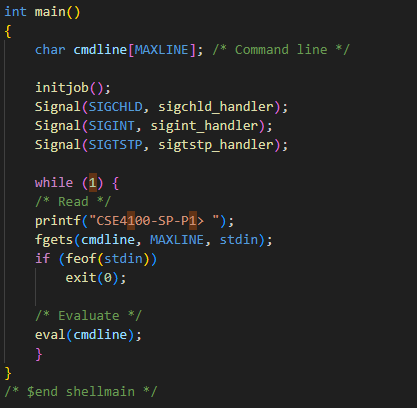 int main()
{
    char cmdline[MAXLINE]; /* Command line */

    initjob();
    Signal(SIGCHLD, sigchld_handler);
    Signal(SIGINT, sigint_handler);
    Signal(SIGTSTP, sigtstp_handler);

    while (1) {
    /* Read */
    printf("CSE4100-SP-P1> ");
    fgets(cmdline, MAXLINE, stdin);
    if (feof(stdin))
        exit(0);

    /* Evaluate */
    eval(cmdline);
    }
}
/* $end shellmain */